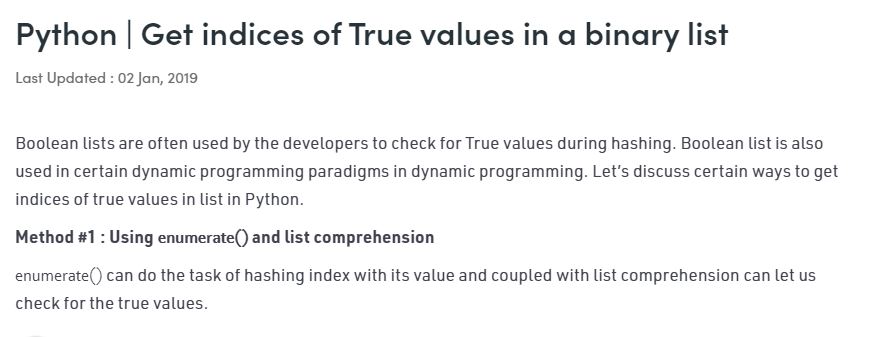 Python | Get indices of True values in a binary list
Last Updated : 02 Jan, 2019
Boolean lists are often used by the developers to check for True values during hashing. Boolean list is also
used in certain dynamic programming paradigms in dynamic programming. Let's discuss certain ways to get
indices of true values in list in Python.
Method #1 : Using enumerate() and list comprehension
enumerate() can do the task of hashing index with its value and coupled with list comprehension can let us
check for the true values.